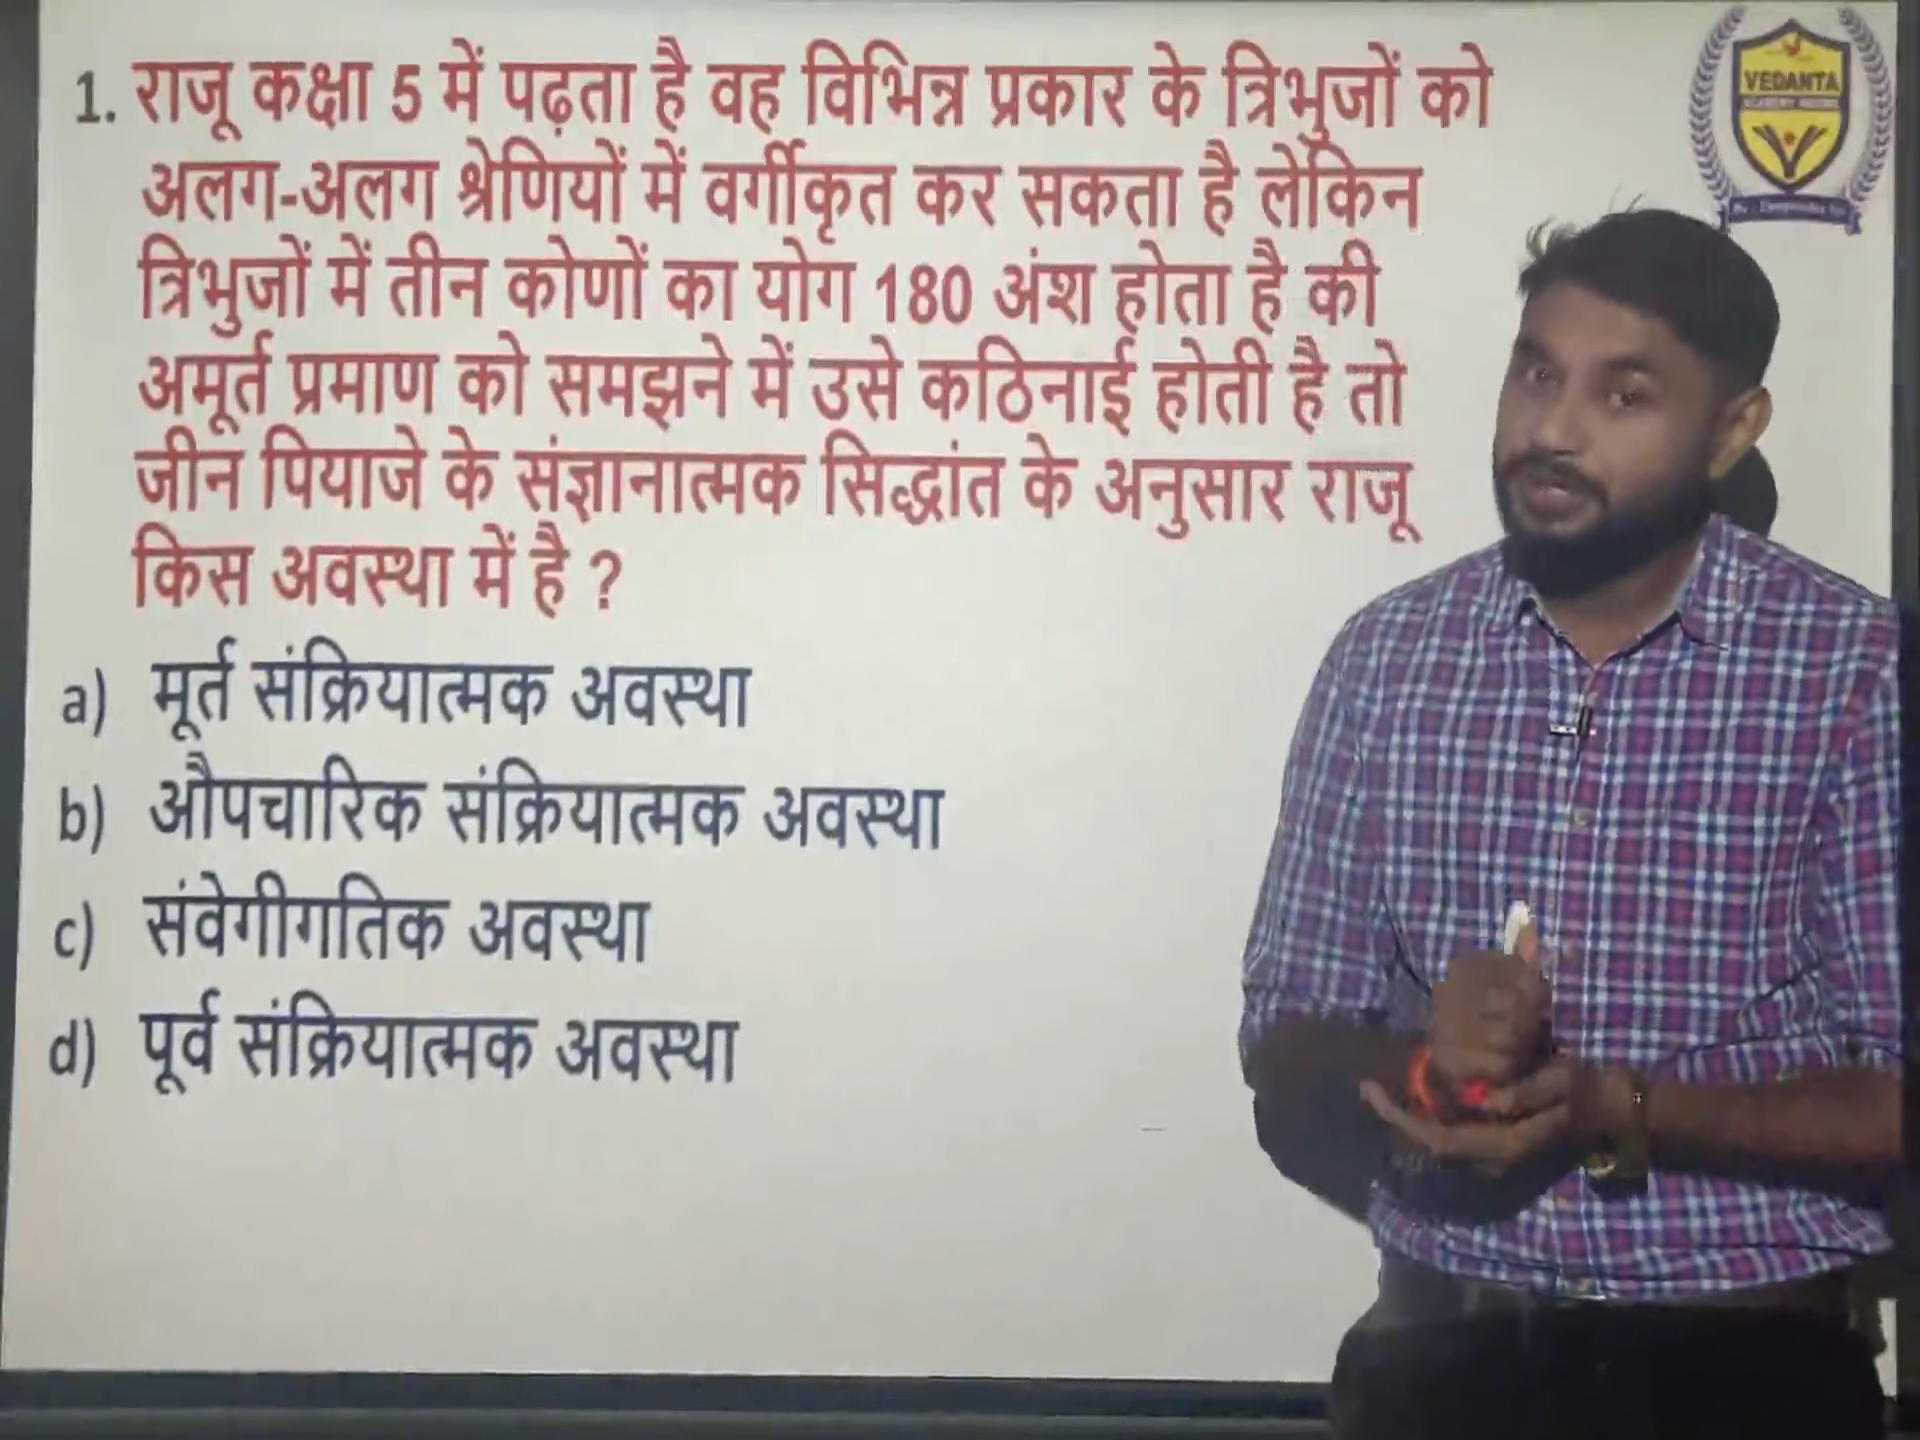 VEDANTA
1. राजू कक्षा 5 में पढ़ता है वह विभिन्न प्रकार के त्रिभुजों को
अलग-अलग श्रेणियों में वर्गीकृत कर सकता है लेकिन
त्रिभुजों में तीन कोणों का योग 180 अंश होता है की
अमूर्त प्रमाण को समझने में उसे कठिनाई होती है तो
जीन पियाजे के संज्ञानात्मक सिद्धांत के अनुसार राजू
किस अवस्था में है ?
a) मूर्त संक्रियात्मक अवस्था
b) औपचारिक संक्रियात्मक अवस्था
c) संवेगीगतिक अवस्था
d) पूर्व संक्रियात्मक अवस्था